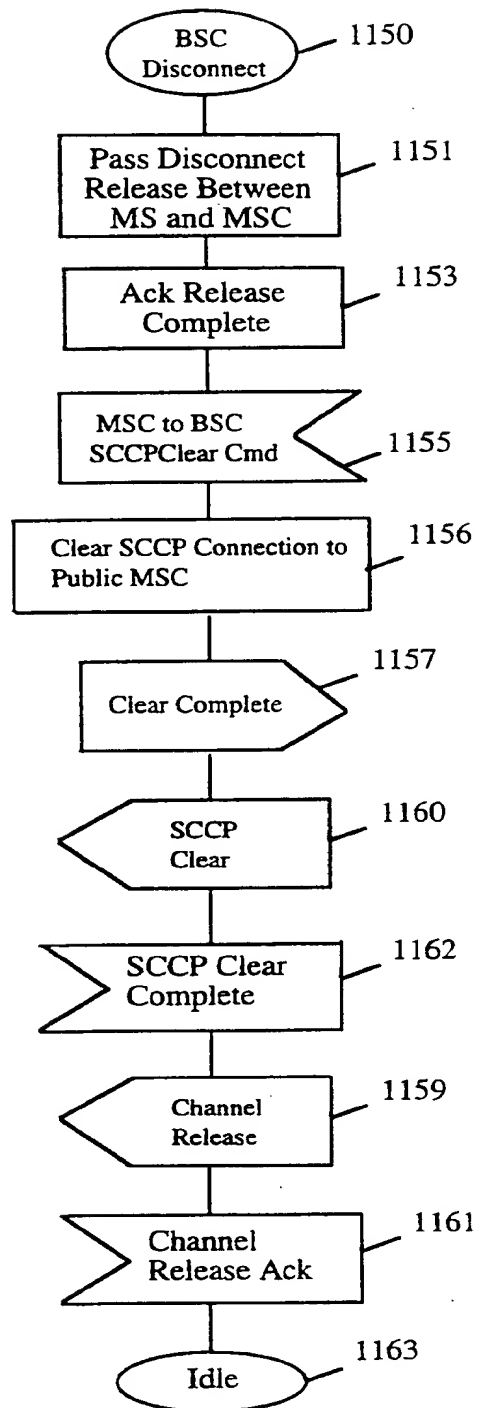 BSC
Disconnect
1150
Pass Disconnect
Release Between
MS and MSC
1151
Ack Release
Complete
1153
MSC to BSC
SCCPClear Cmd
1155
Clear SCCP Connection to
Public MSC
1156
Clear Complete
1157
SCCP
Clear
1160
SCCP Clear
Complete
1162
Channel
Release
1159
Channel
Release Ack
1161
Idle
1163